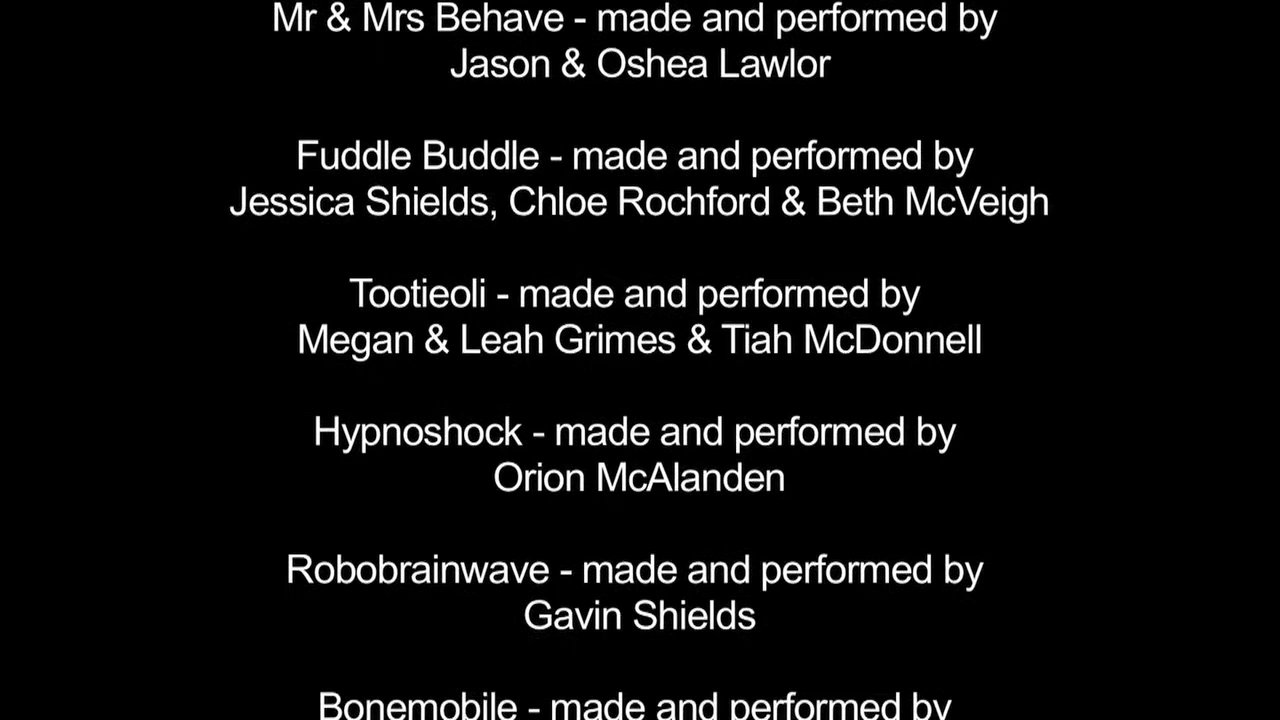 Mr & Mrs Behave - made and performed by
Jason & Oshea Lawlor
Fuddle Buddle - made and performed by
Jessica Shields, Chloe Rochford & Beth McVeigh
Tootieoli - made and performed by
Megan & Leah Grimes & Tiah McDonnell
Hypnoshock - made and performed by
Orion McAlanden
Robobrainwave - made and performed by
Gavin Shields
Bonemobile - made and performed by